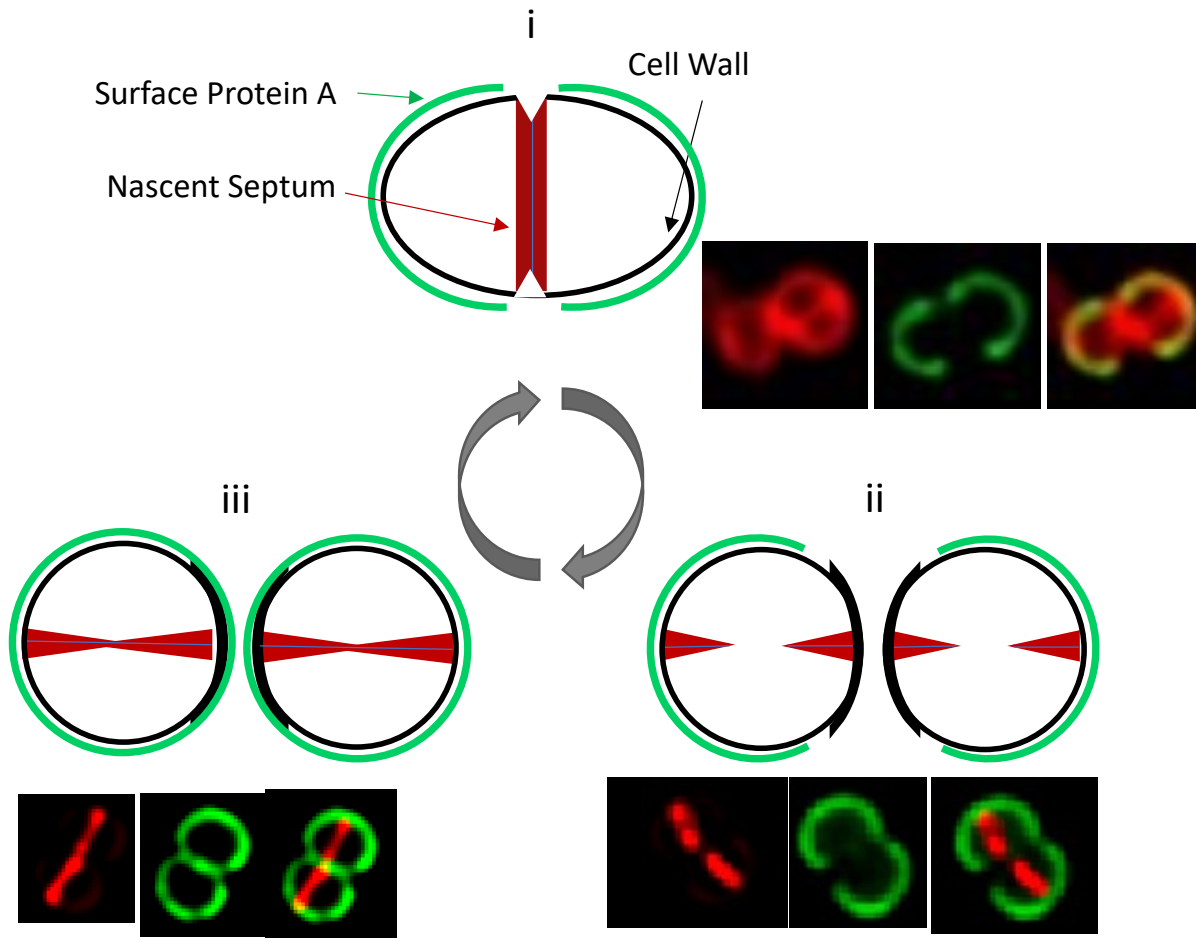 i
Surface Protein A
Cell Wall
Nascent Septum
iii
ii